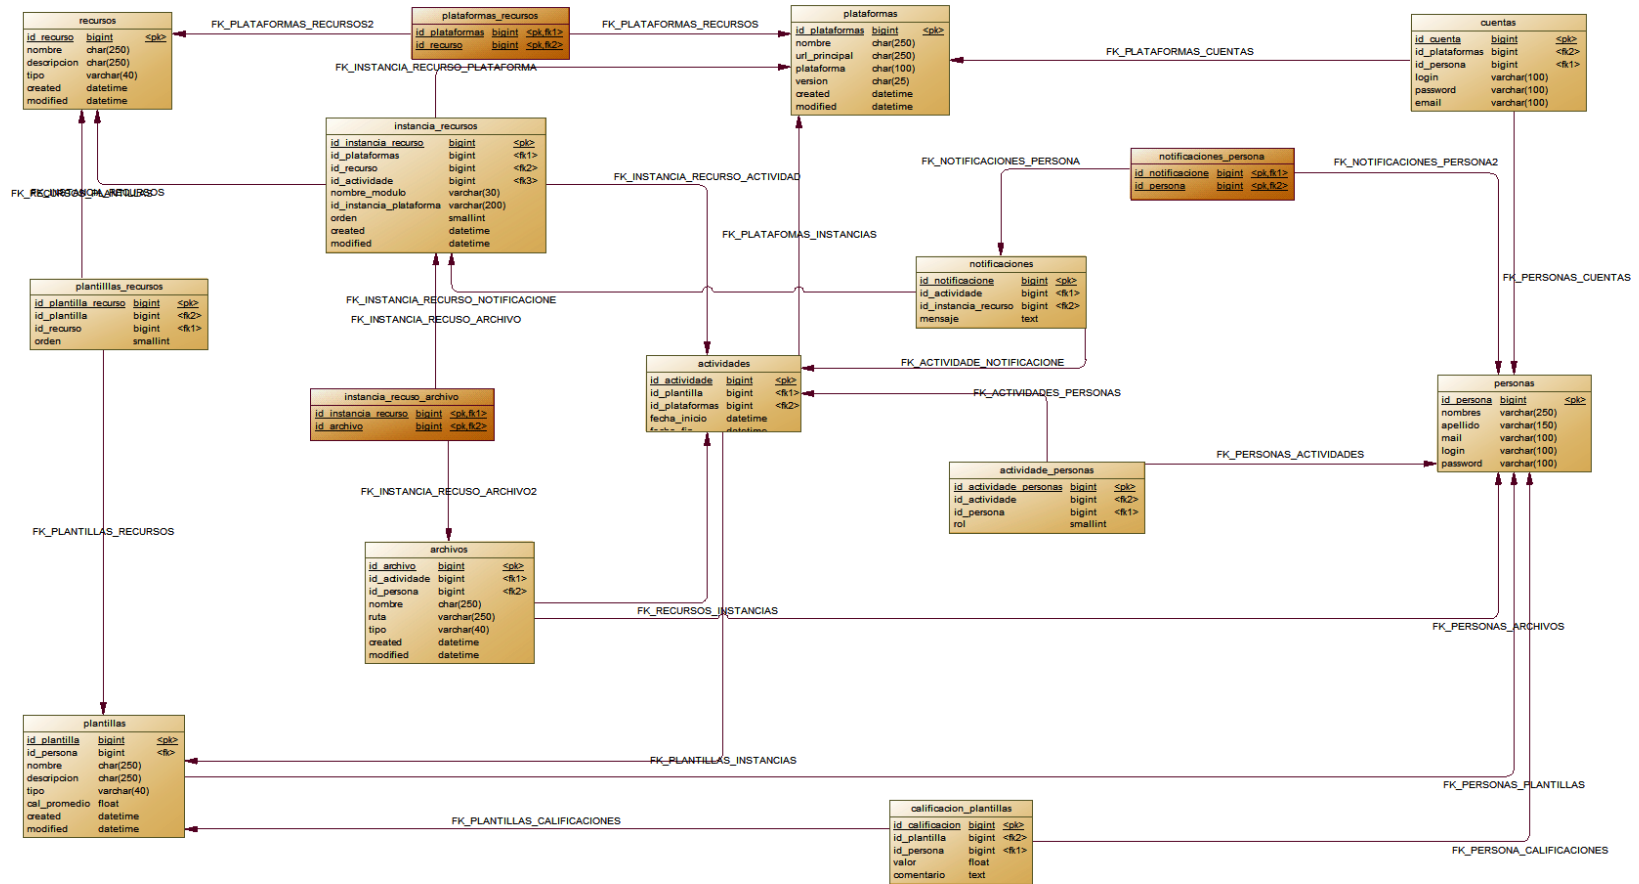 recursos
id_recurso bigint <pk>
nombre char(250)
descripcion char(250)
tipo varchar(40)
created datetime
modified datetime
FK_PLATAFORMAS_RECURSOS2
plataformas_recursos
id_plataformas bigint <pk,fk1>
id_recurso bigint <pk,fk2>
FK_PLATAFORMAS_RECURSOS
plataformas
id_plataformas bigint <pk>
nombre char(250)
url_principal char(250)
plataforma char(100)
version char(25)
created datetime
modified datetime
FK_PLATAFORMAS_CUENTAS
cuentas
id_cuenta bigint <pk>
id_plataformas bigint <fk2>
id_persona bigint <fk1>
login varchar(100)
password varchar(100)
email varchar(100)
FK_INSTANCIA_RECURSO_PLATAFORMA
instancia_recursos
id_instancia_recurso bigint <pk>
id_plataformas bigint <fk1>
id_recurso bigint <fk2>
id_actividade bigint <fk3>
nombre_modulo varchar(30)
id_instancia_plataforma varchar(200)
orden smallint
created datetime
modified datetime
FK_INSTANCIA_RECURSO_ACTIVIDAD
FK_NOTIFICACIONES_PERSONA
notificaciones_persona
id_notificacione bigint <pk,fk1>
id_persona bigint <pk,fk2>
FK_NOTIFICACIONES_PERSONA2
FK_PLATAFOMAS_INSTANCIAS
notificaciones
id_notificacione bigint <pk>
id_actividade bigint <fk1>
id_instancia_recurso bigint <fk2>
mensaje text
FK_PERSONAS_CUENTAS
plantilllas_recursos
id_plantilla_recurso bigint <pk>
id_plantilla bigint <fk2>
id_recurso bigint <fk1>
orden smallint
FK_INSTANCIA_RECURSO_NOTIFICACIONE
FK_INSTANCIA_RECUSO_ARCHIVO
actividades
id_actividade bigint <pk>
id_plantilla bigint <fk1>
id_plataformas bigint <fk2>
fecha_inicio datetime
FK_ACTIVIDADE_NOTIFICACIONE
FK_ACTIVIDADES_PERSONAS
personas
id_persona bigint <pk>
nombres varchar(250)
apellido varchar(150)
mail varchar(100)
login varchar(100)
password varchar(100)
instancia_recuso_archivo
id_instancia_recurso bigint <pk,fk1>
id_archivo bigint <pk,fk2>
FK_PERSONAS_ACTIVIDADES
actividade_personas
id_actividade_personas bigint <pk>
id_actividade bigint <fk2>
id_persona bigint <fk1>
rol smallint
FK_INSTANCIA_RECUSO_ARCHIVO2
FK_PLANTILLAS_RECURSOS
archivos
id_archivo bigint <pk>
id_actividade bigint <fk1>
id_persona bigint <fk2>
nombre char(250)
ruta varchar(250)
tipo varchar(40)
created datetime
modified datetime
FK_RECURSOS_INSTANCIAS
FK_PERSONAS_ARCHIVOS
plantillas
id_plantilla bigint <pk>
id_persona bigint <fk>
nombre char(250)
descripcion char(250)
tipo varchar(40)
cal_promedio float
created datetime
modified datetime
FK_PLANTILLAS_INSTANCIAS
FK_PERSONAS_PLANTILLAS
FK_PLANTILLAS_CALIFICACIONES
calificacion_plantillas
id_calificacion bigint <pk>
id_plantilla bigint <fk2>
id_persona bigint <fk1>
valor float
comentario text
FK_PERSONA_CALIFICACIONES